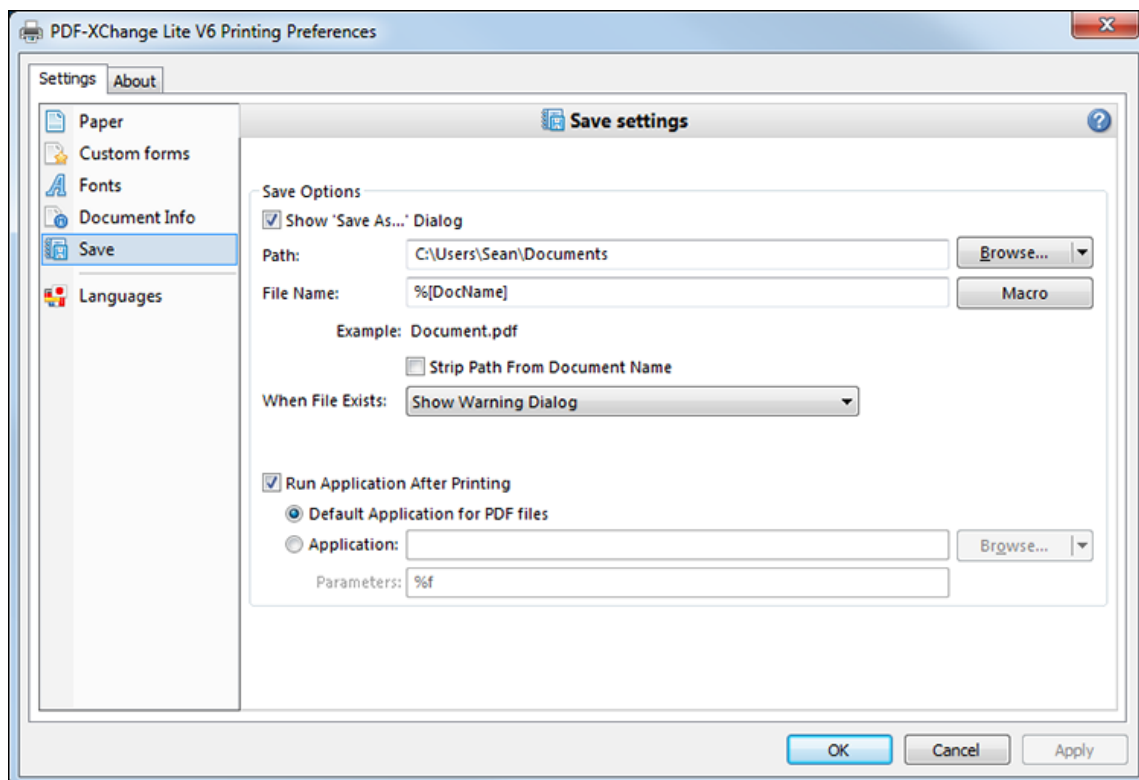 PDF-XChange Lite V6 Printing Preferences
Settings About
Paper
Custom forms
Fonts
Document Info
Save
Languages
Save settings
Save Options
Show 'Save As...' Dialog
Path: C:\Users\Sean\Documents Browse...
File Name: %[DocName] Macro
Example: Document.pdf
Strip Path From Document Name
When File Exists: Show Warning Dialog
Run Application After Printing
Default Application for PDF files
Application: Browse...
Parameters: %f
OK Cancel Apply